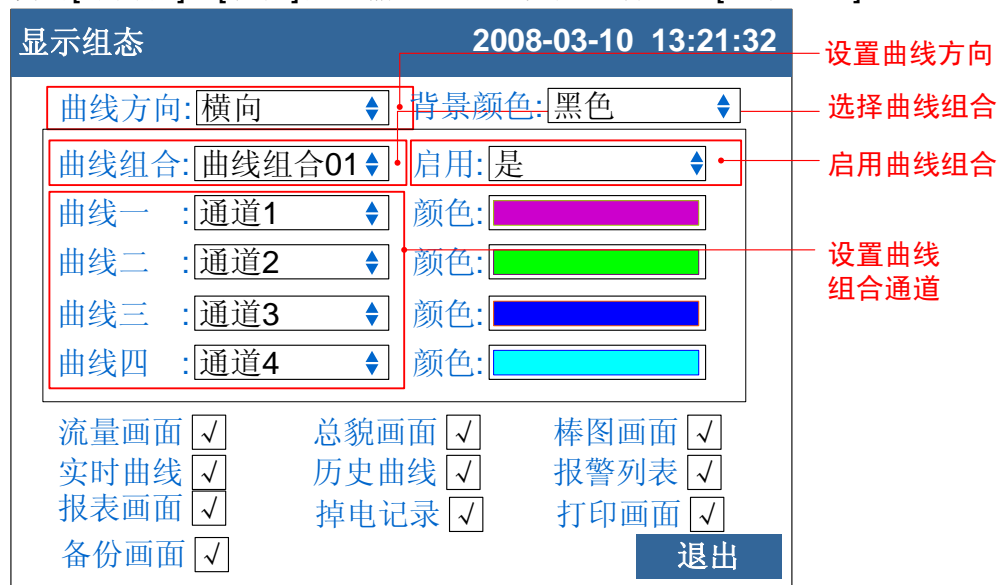 显示组态 2008-03-10 13:21:32
设置曲线方向
曲线方向:横向 背景颜色:黑色
选择曲线组合
曲线组合:曲线组合01 启用:是
启用曲线组合
曲线一 :通道1 颜色:
曲线二 :通道2 颜色:
设置曲线
组合通道
曲线三 :通道3 颜色:
曲线四 :通道4 颜色:
流量画面 √ 总貌画面 √ 棒图画面 √
实时曲线 √ 历史曲线 √ 报警列表 √
报表画面 √ 掉电记录 √ 打印画面 √
备份画面 √ 退出